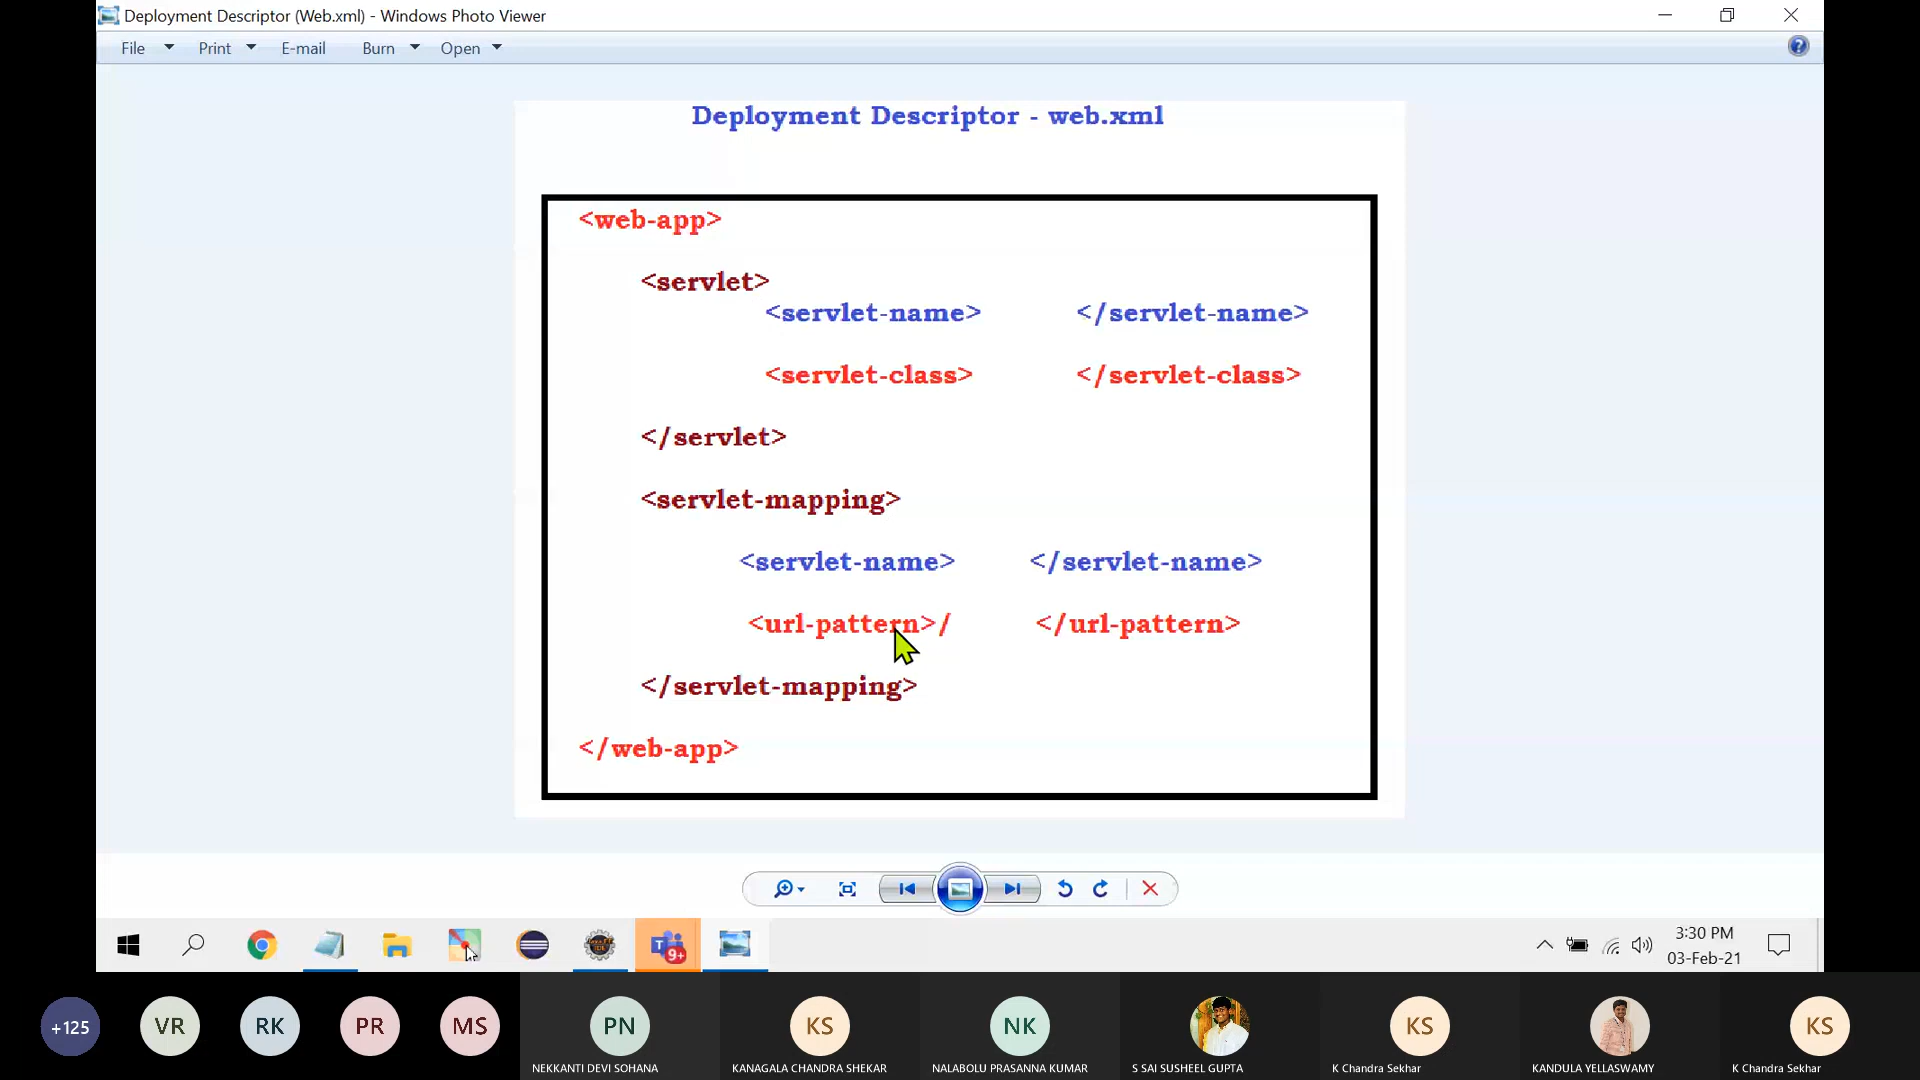 Deployment Descriptor (Web.xml) - Windows Photo Viewer
File Print E-mail Burn Open
Deployment Descriptor - web.xml
<web-app>
<servlet>
<servlet-name> </servlet-name>
<servlet-class> </servlet-class>
</servlet>
<servlet-mapping>
<servlet-name> </servlet-name>
<url-pattern>/ </url-pattern>
</servlet-mapping>
</web-app>
9+
3:30 PM
03-Feb-21
+125 VR RK PR MS PN KS NK KS KS
NEKKANTI DEVI SOHANA KANAGALA CHANDRA SHEKAR NALABOLU PRASANNA KUMAR S SAI SUSHEEL GUPTA K Chandra Sekhar KANDULA YELLASWAMY K Chandra Sekhar